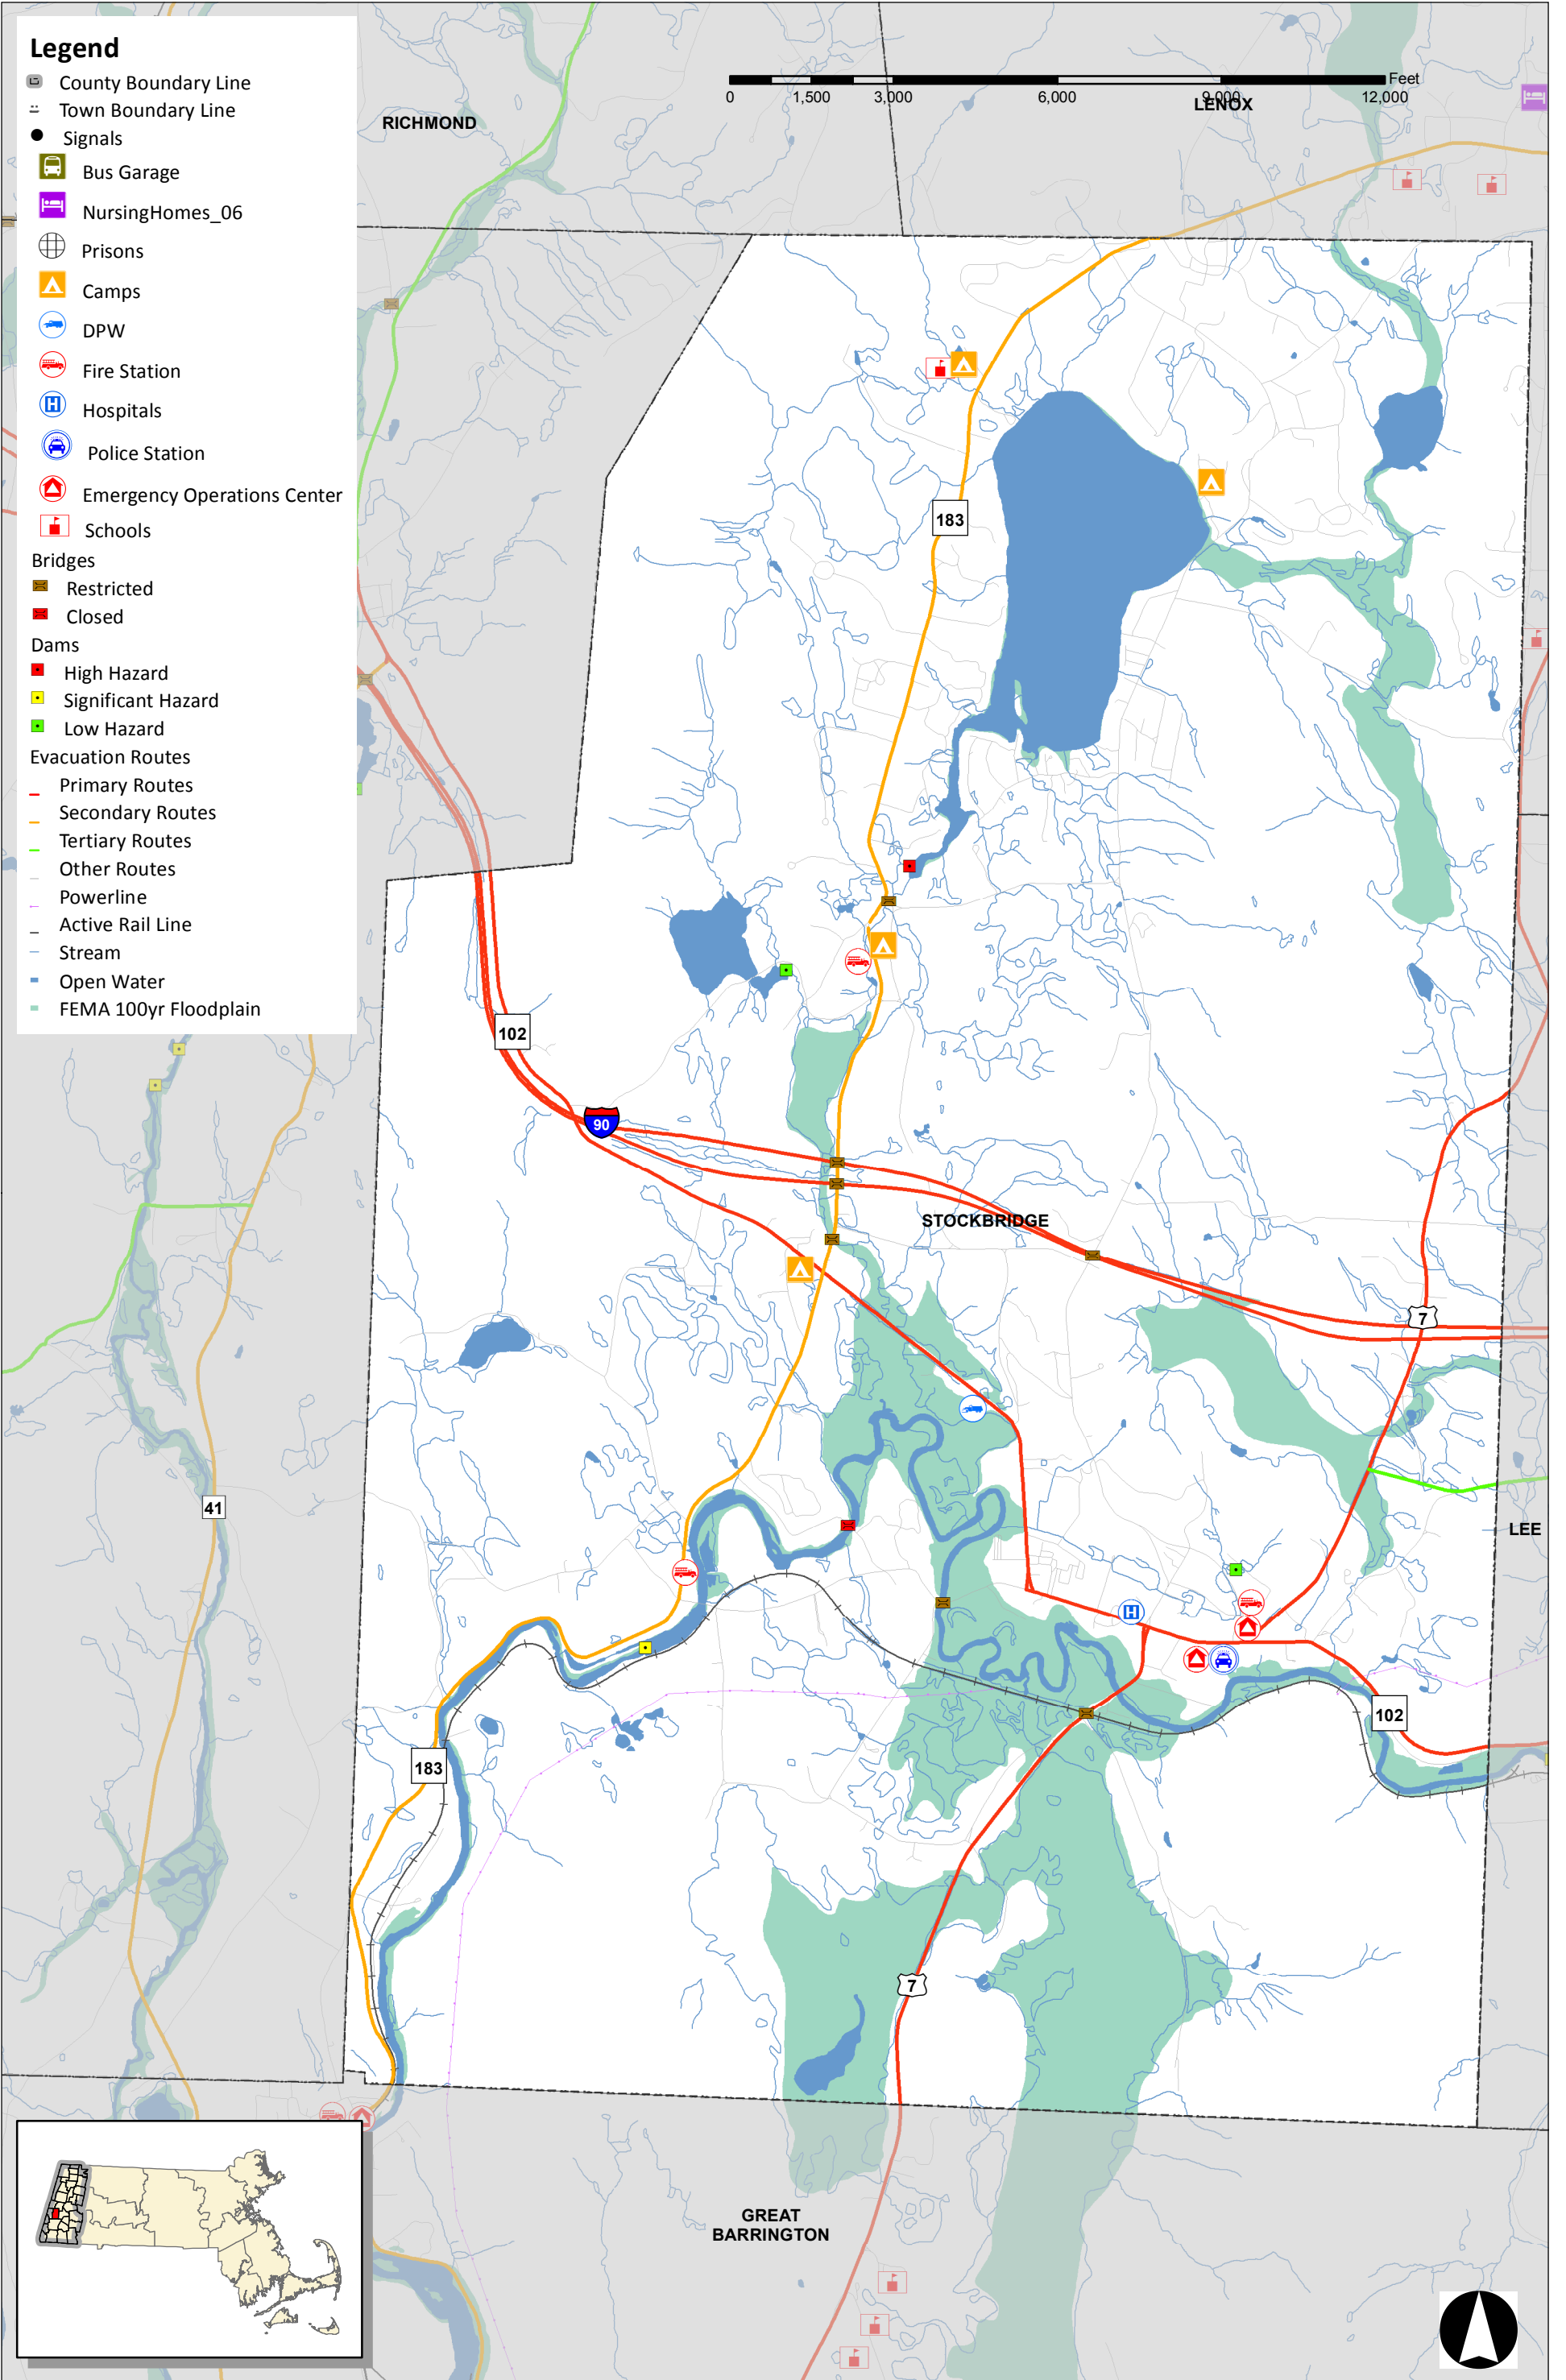 Legend
County Boundary Line
Town Boundary Line
Signals
Bus Garage
NursingHomes_06
Prisons
Camps
DPW
Fire Station
H Hospitals
Police Station
Emergency Operations Center
Schools
Bridges
Restricted
Closed
Dams
High Hazard
Significant Hazard
Low Hazard
Evacuation Routes
Primary Routes
Secondary Routes
Tertiary Routes
Other Routes
Powerline
Active Rail Line
Stream
Open Water
FEMA 100yr Floodplain
Feet
0 1,500 3,000 6,000 9,000 12,000
LENOX
RICHMOND
183
102
90
STOCKBRIDGE
7
41
LEE
H
102
183
7
GREAT
BARRINGTON